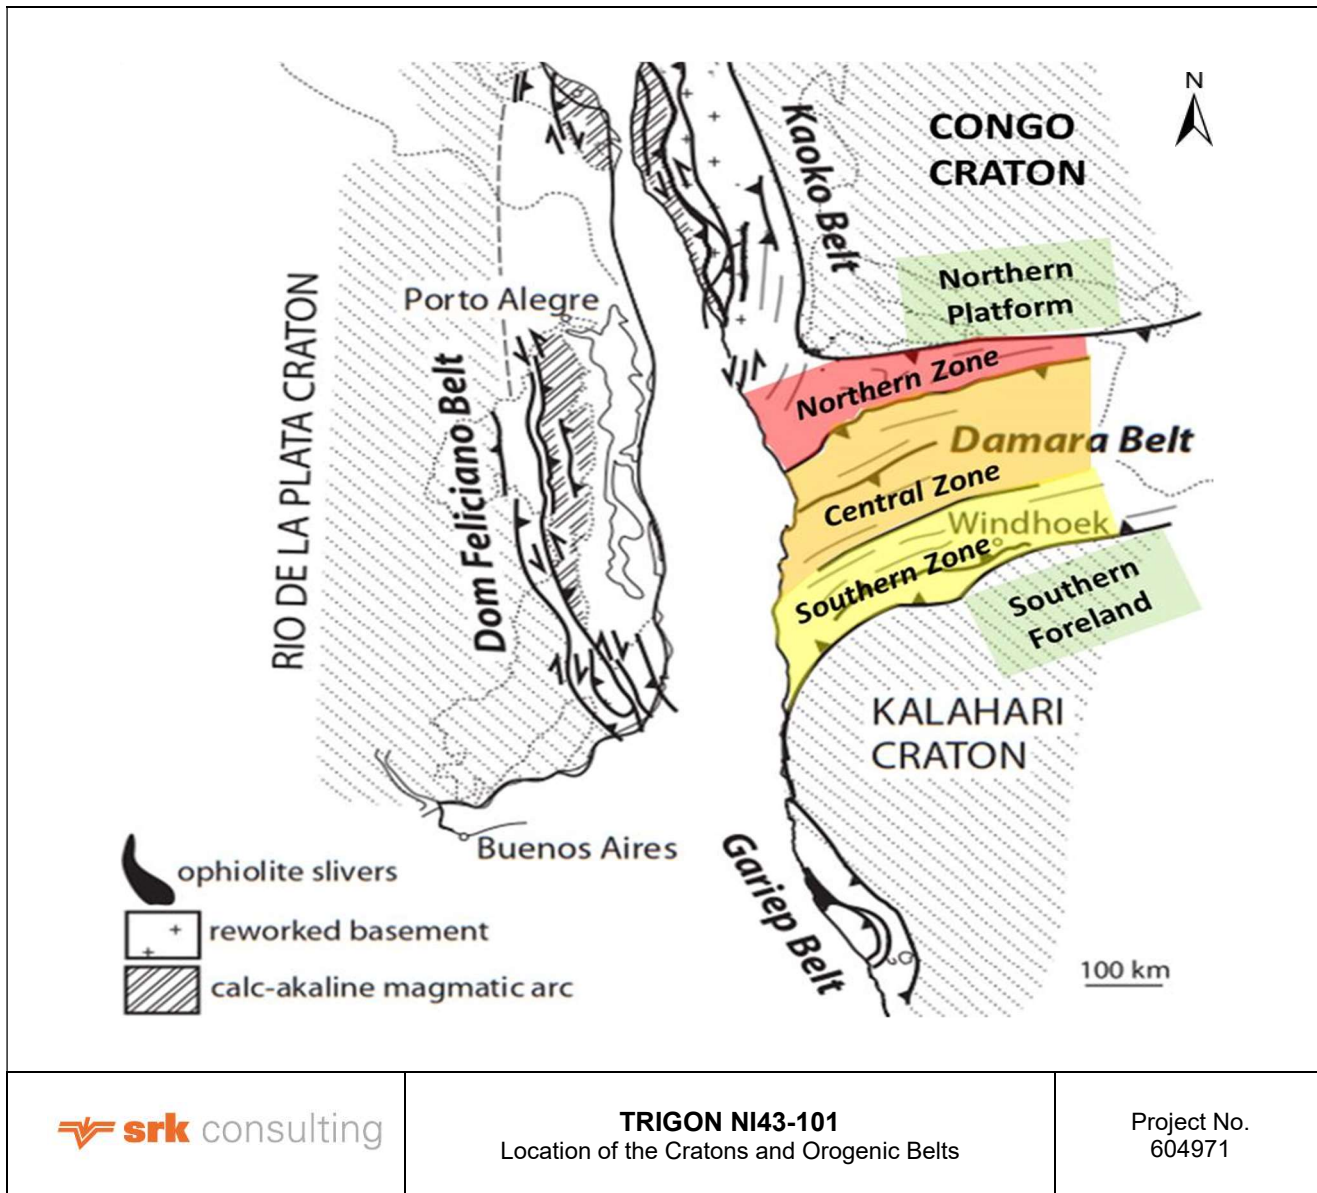 N
CONGO
CRATON
Kaoko Belt
Northern
Platform
Porto Alegre
RIO DE LA PLATA CRATON
Dom Feliciano Belt
Northern Zone
Damara Belt
Central Zone
Windhoek
Southern Zone
Southern
Foreland
KALAHARI
CRATON
Buenos Aires
Gariep Belt
ophiolite slivers
reworked basement
calc-akaline magmatic arc
100 km
srk consulting
TRIGON NI43-101
Location of the Cratons and Orogenic Belts
Project No.
604971